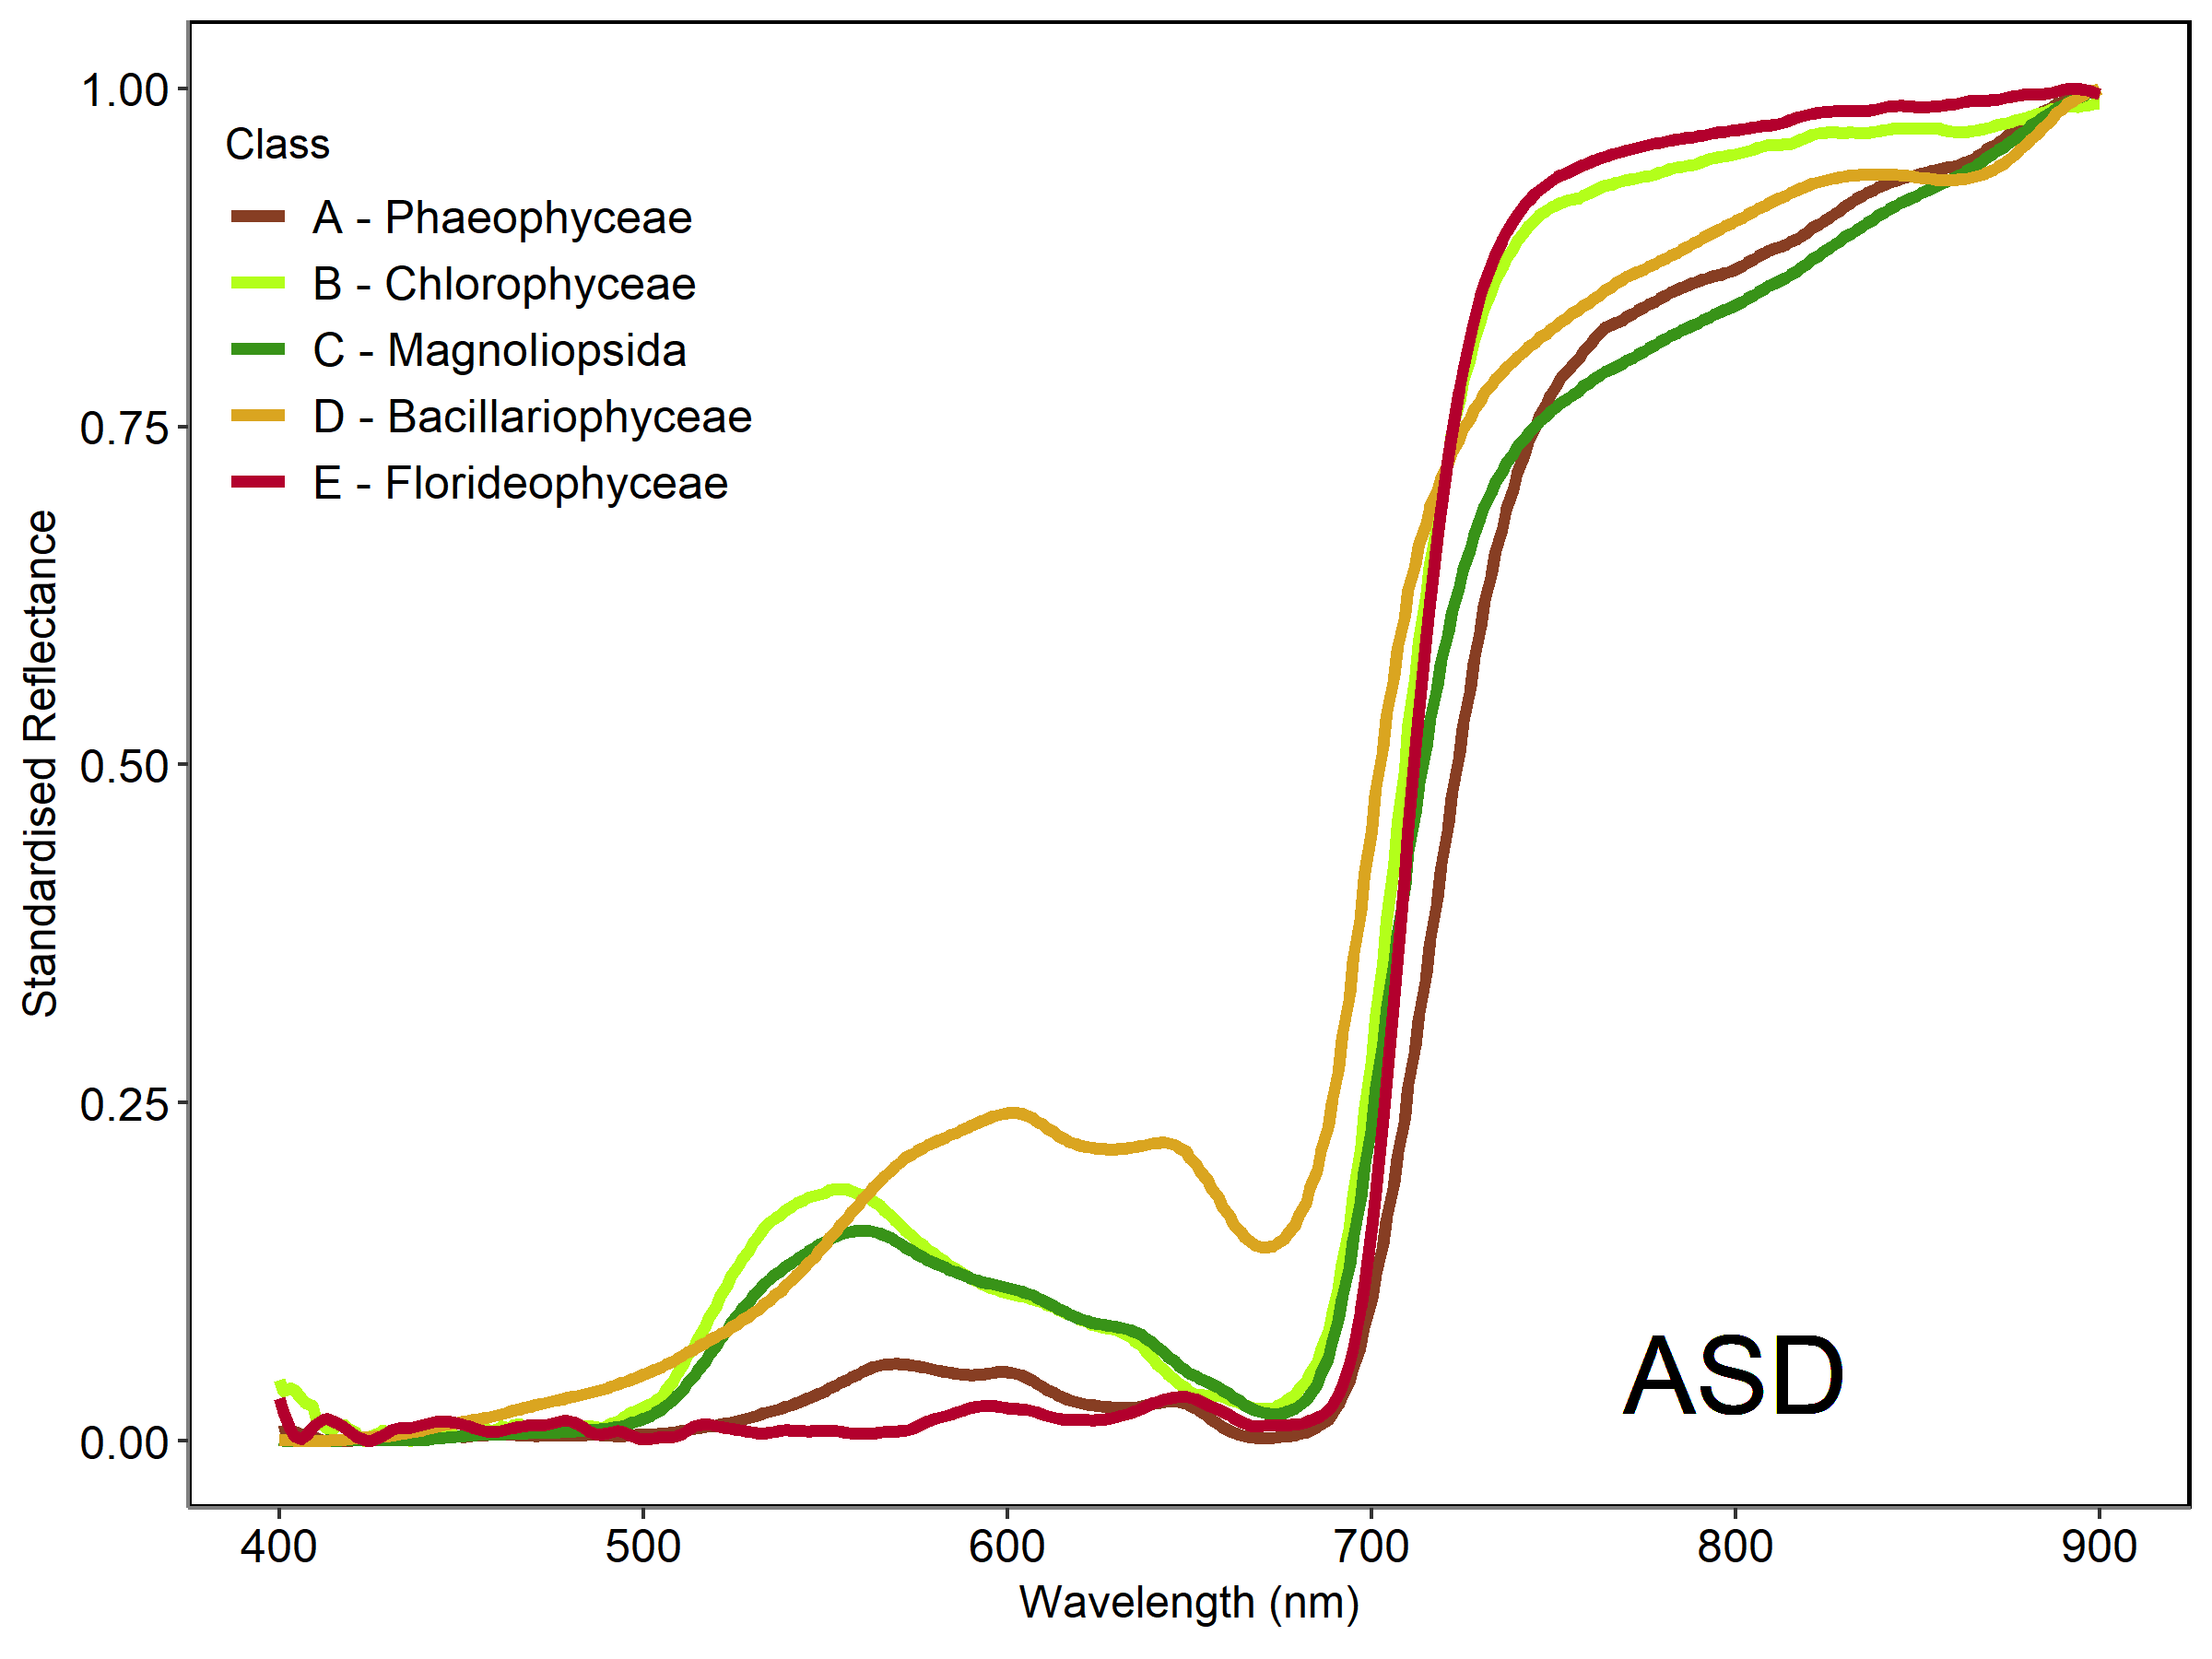 1.00
0.75
0.50
0.25
0.00
Standardised Reflectance
Class
A - Phaeophyceae
B - Chlorophyceae
C - Magnoliopsida
D - Bacillariophyceae
E - Florideophyceae
ASD
400 500 600 700 800 900
Wavelength (nm)